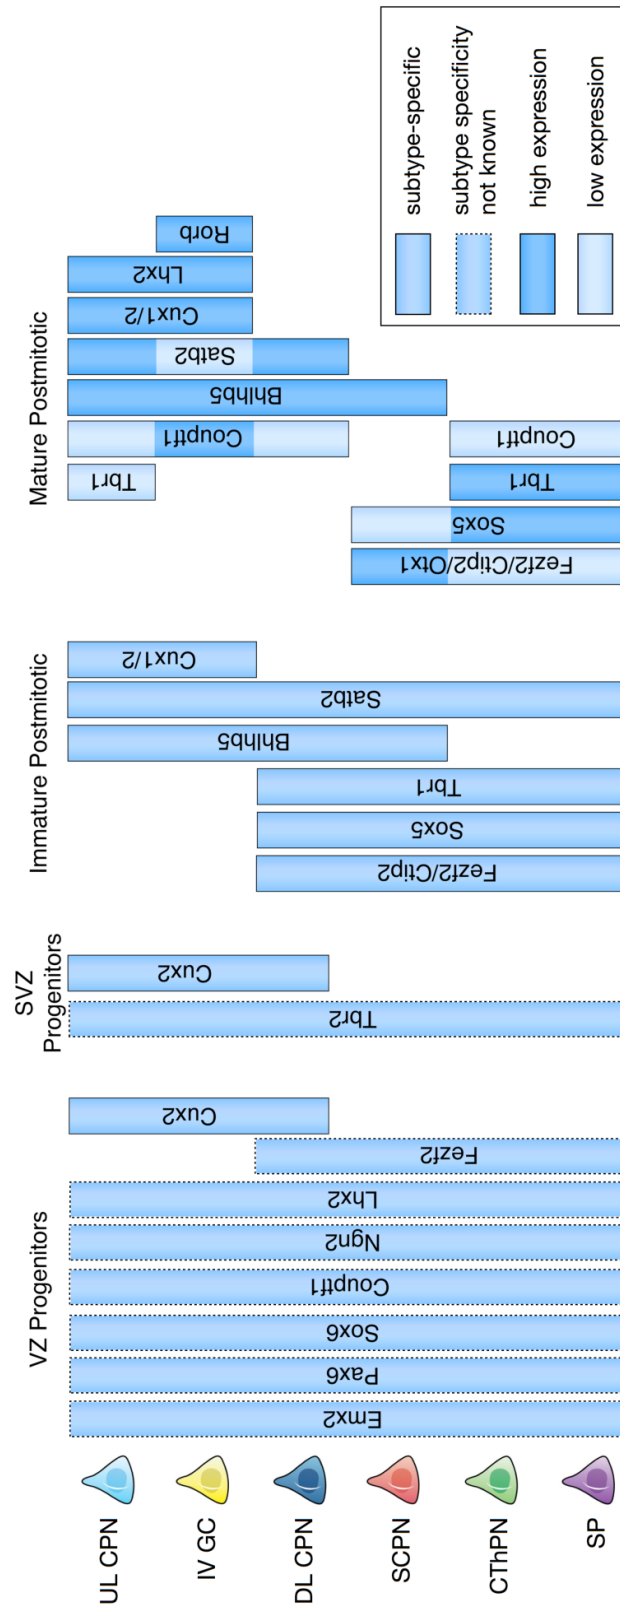 VZ Progenitors
SVZ
Progenitors
Immature Postmitotic
Mature Postmitotic
UL CPN
IV GC
DL CPN
SCPN
CThPN
SP
Emx2
Pax6
Sox6
Couptf1
Ngn2
Lhx2
Fezf2
Cux2
Tbr2
Cux2
Fezf2/Ctip2
Sox5
Tbr1
Bhlhb5
Satb2
Cux1/2
Fezf2/Ctip2/Otx1
Sox5
Tbr1
Tbr1
Couptf1
Couptf1
Bhlhb5
Satb2
Cux1/2
Lhx2
Rorb
subtype-specific
subtype specificity
not known
high expression
low expression